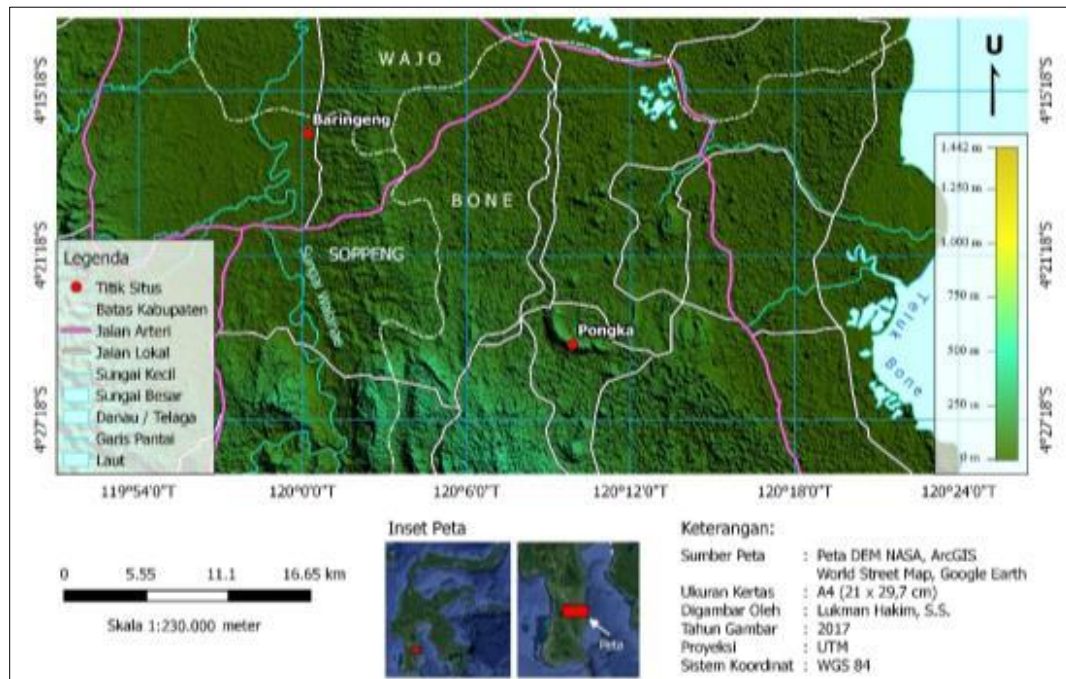 WAJO
U
4°15'18"S
4°15'18"S
Baringeng
1.442 m
1.250 m
BONE
1.000 m
4°21'18"S
SOPPENG
4°21'18"S
Legenda
Titik Situs
Batas Kabupaten
Jalan Arteri
Jalan Lokal
Sungai Kecil
Sungai Besar
Danau / Telaga
Garis Pantai
Laut
Sungai
Pongka
Teluk Bone
750 m
500 m
250 m
0 m
4°27'18"S
4°27'18"S
119°54'0"T
120°0'0"T
120°6'0"T
120°12'0"T
120°18'0"T
120°24'0"T
Inset Peta
Peta
0 5.55 11.1 16.65 km
Skala 1:230.000 meter
Keterangan:
Sumber Peta : Peta DEM NASA, ArcGIS
World Street Map, Google Earth
Ukuran Kertas : A4 (21 x 29,7 cm)
Digambar Oleh : Lukman Hakim, S.S.
Tahun Gambar : 2017
Proyeksi : UTM
Sistem Koordinat : WGS 84